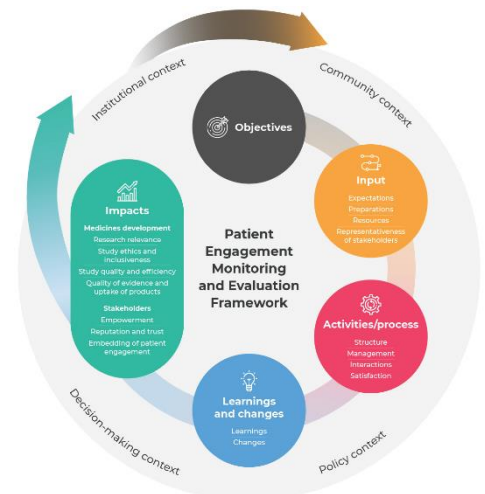 Institutional context
Community context
Objectives
Input
Expectations
Preparations
Resources
Representativeness
of stakeholders
Impacts
Medicines development
Research relevance
Study ethics and
inclusiveness
Study quality and efficiency
Quality of evidence and
uptake of products
Stakeholders
Empowerment
Reputation and trust
Embedding of patient
engagement
Patient
Engagement
Monitoring
and Evaluation
Framework
Activities/process
Structure
Management
Interactions
Satisfaction
Learnings
and changes
Learnings
Changes
Decision-making context
Policy context